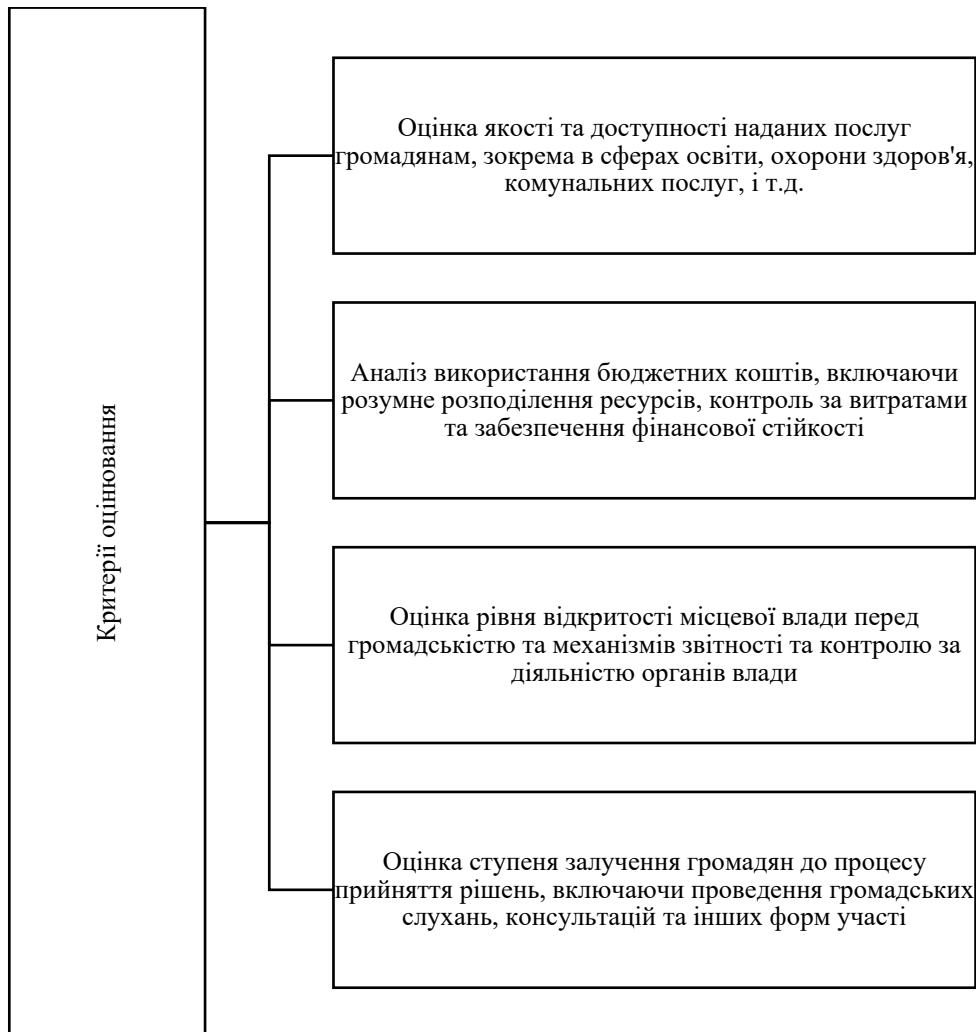 Критерії оцінювання
Оцінка якості та доступності наданих послуг
громадянам, зокрема в сферах освіти, охорони здоров'я,
комунальних послуг, і т.д.
Аналіз використання бюджетних коштів, включаючи
розумне розподілення ресурсів, контроль за витратами
та забезпечення фінансової стійкості
Оцінка рівня відкритості місцевої влади перед
громадськістю та механізмів звітності та контролю за
діяльністю органів влади
Оцінка ступеня залучення громадян до процесу
прийняття рішень, включаючи проведення громадських
слухань, консультацій та інших форм участі